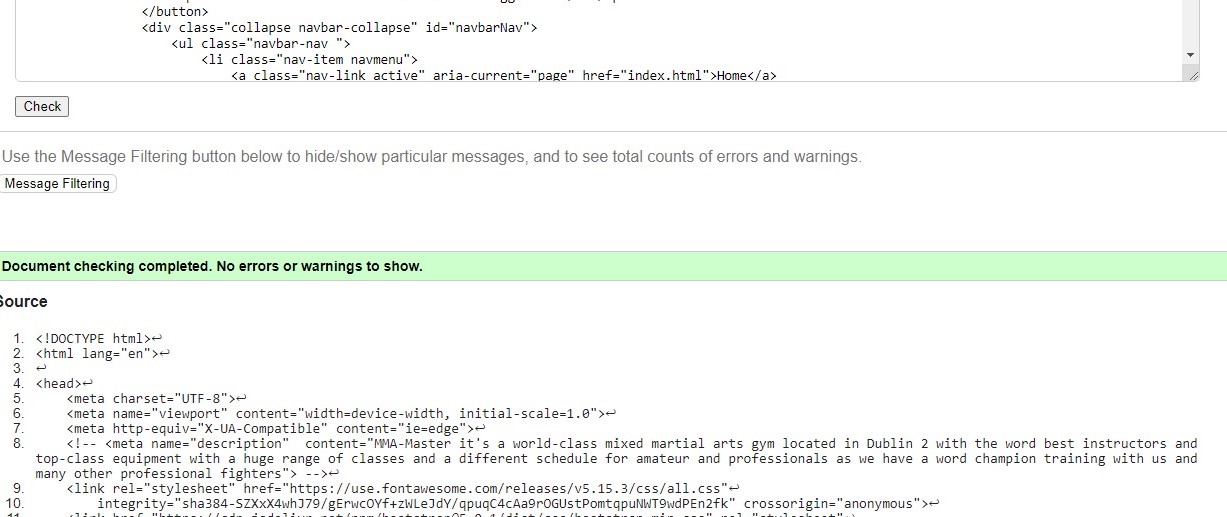 </button>
<div class="collapse navbar-collapse" id="navbarNav">
<ul class="navbar-nav ">
<li class="nav-item navmenu">
<a class="nav-link active" aria-current="page" href="index.html">Home</a>
Check
Use the Message Filtering button below to hide/show particular messages, and to see total counts of errors and warnings.
Message Filtering
Document checking completed. No errors or warnings to show.
Source
1. <!DOCTYPE html>↩
2. <html lang="en">↩
3. ↩
4. <head>↩
5. <meta charset="UTF-8">↩
6. <meta name="viewport" content="width=device-width, initial-scale=1.0">↩
7. <meta http-equiv="X-UA-Compatible" content="ie=edge">↩
8. <!-- <meta name="description"  content="MMA-Master it's a world-class mixed martial arts gym located in Dublin 2 with the word best instructors and
top-class equipment with a huge range of classes and a different schedule for amateur and professionals as we have a word champion training with us and
many other professional fighters"> -->↩
9. <link rel="stylesheet" href="https://use.fontawesome.com/releases/v5.15.3/css/all.css"↩
10. integrity="sha384-SZXxX4whJ79/gErwcOYf+zWLeJdY/qpuqC4cAa9rOGUstPomtqpuNWT9wdPEn2fk" crossorigin="anonymous">↩